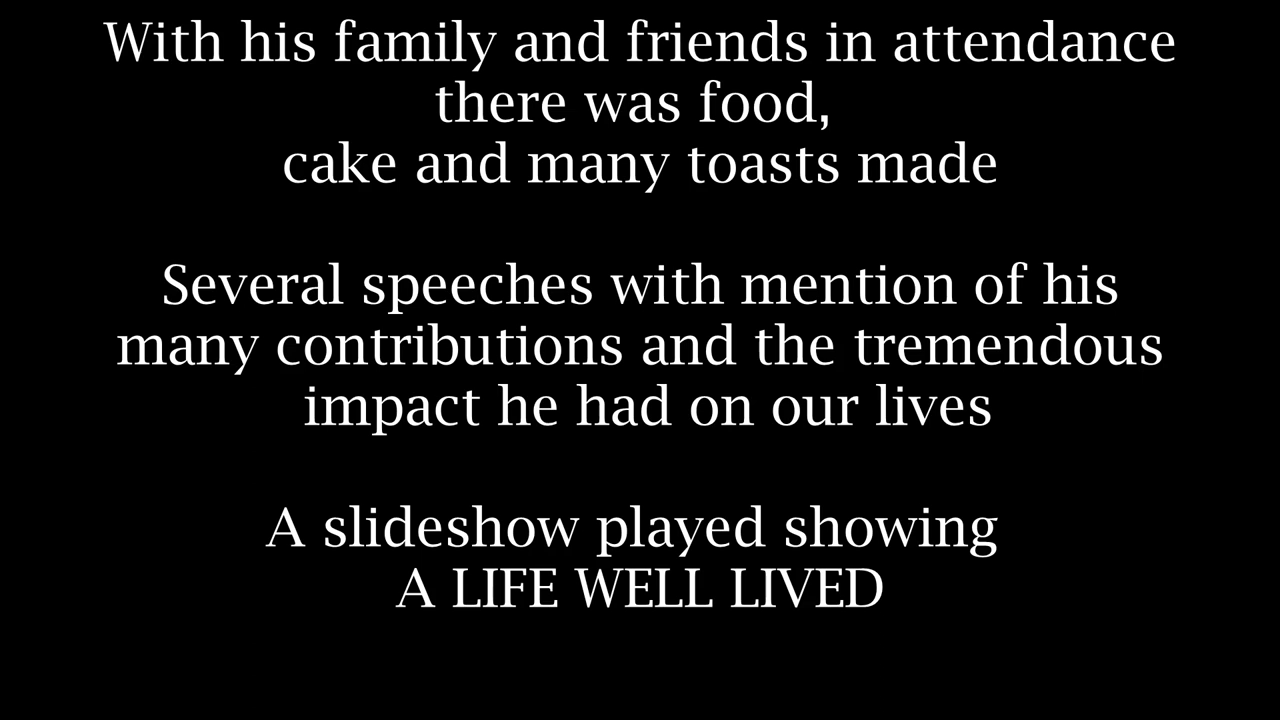 With his family and friends in attendance
there was food,
cake and many toasts made
Several speeches with mention of his
many contributions and the tremendous
impact he had on our lives
A slideshow played showing
A LIFE WELL LIVED